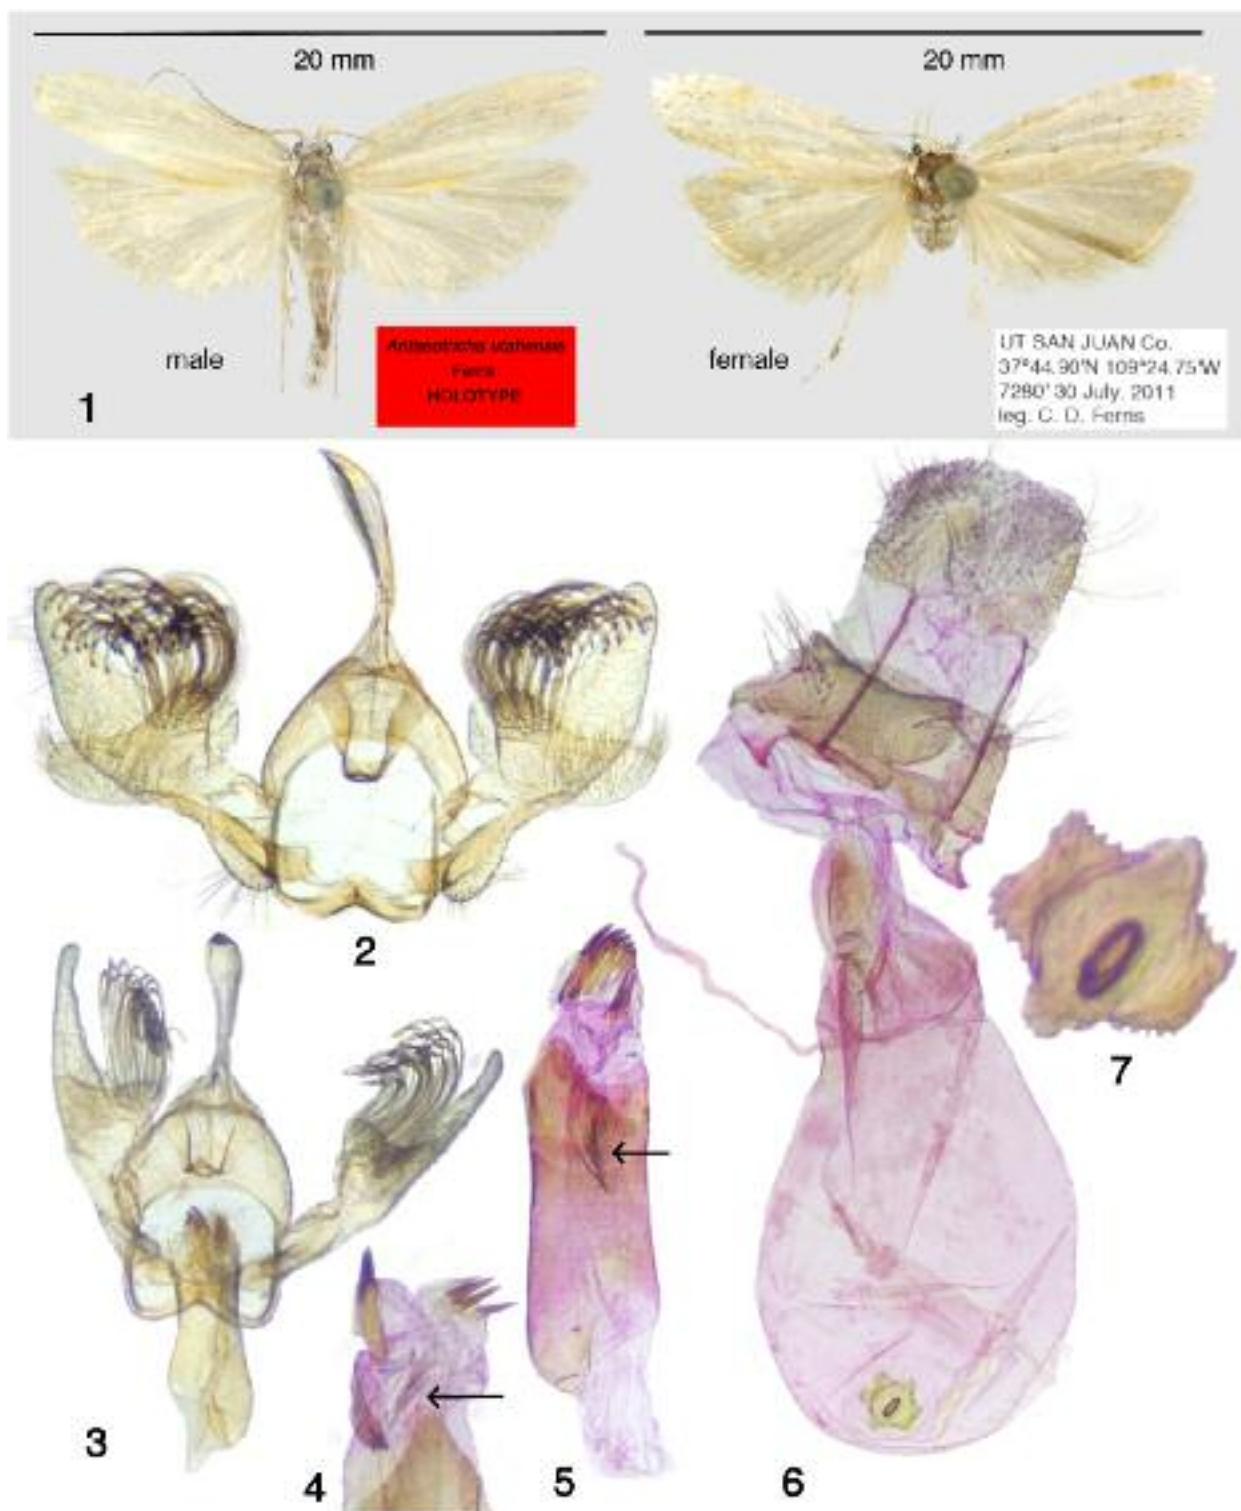 20 mm
20 mm
male
Ferris
HOLOTYPE
female
UT SAN JUAN Co.
37°44.90'N 109°24.75'W
7280' 30 July, 2011
leg. C. D. Ferris
1
2
3
4
5
6
7